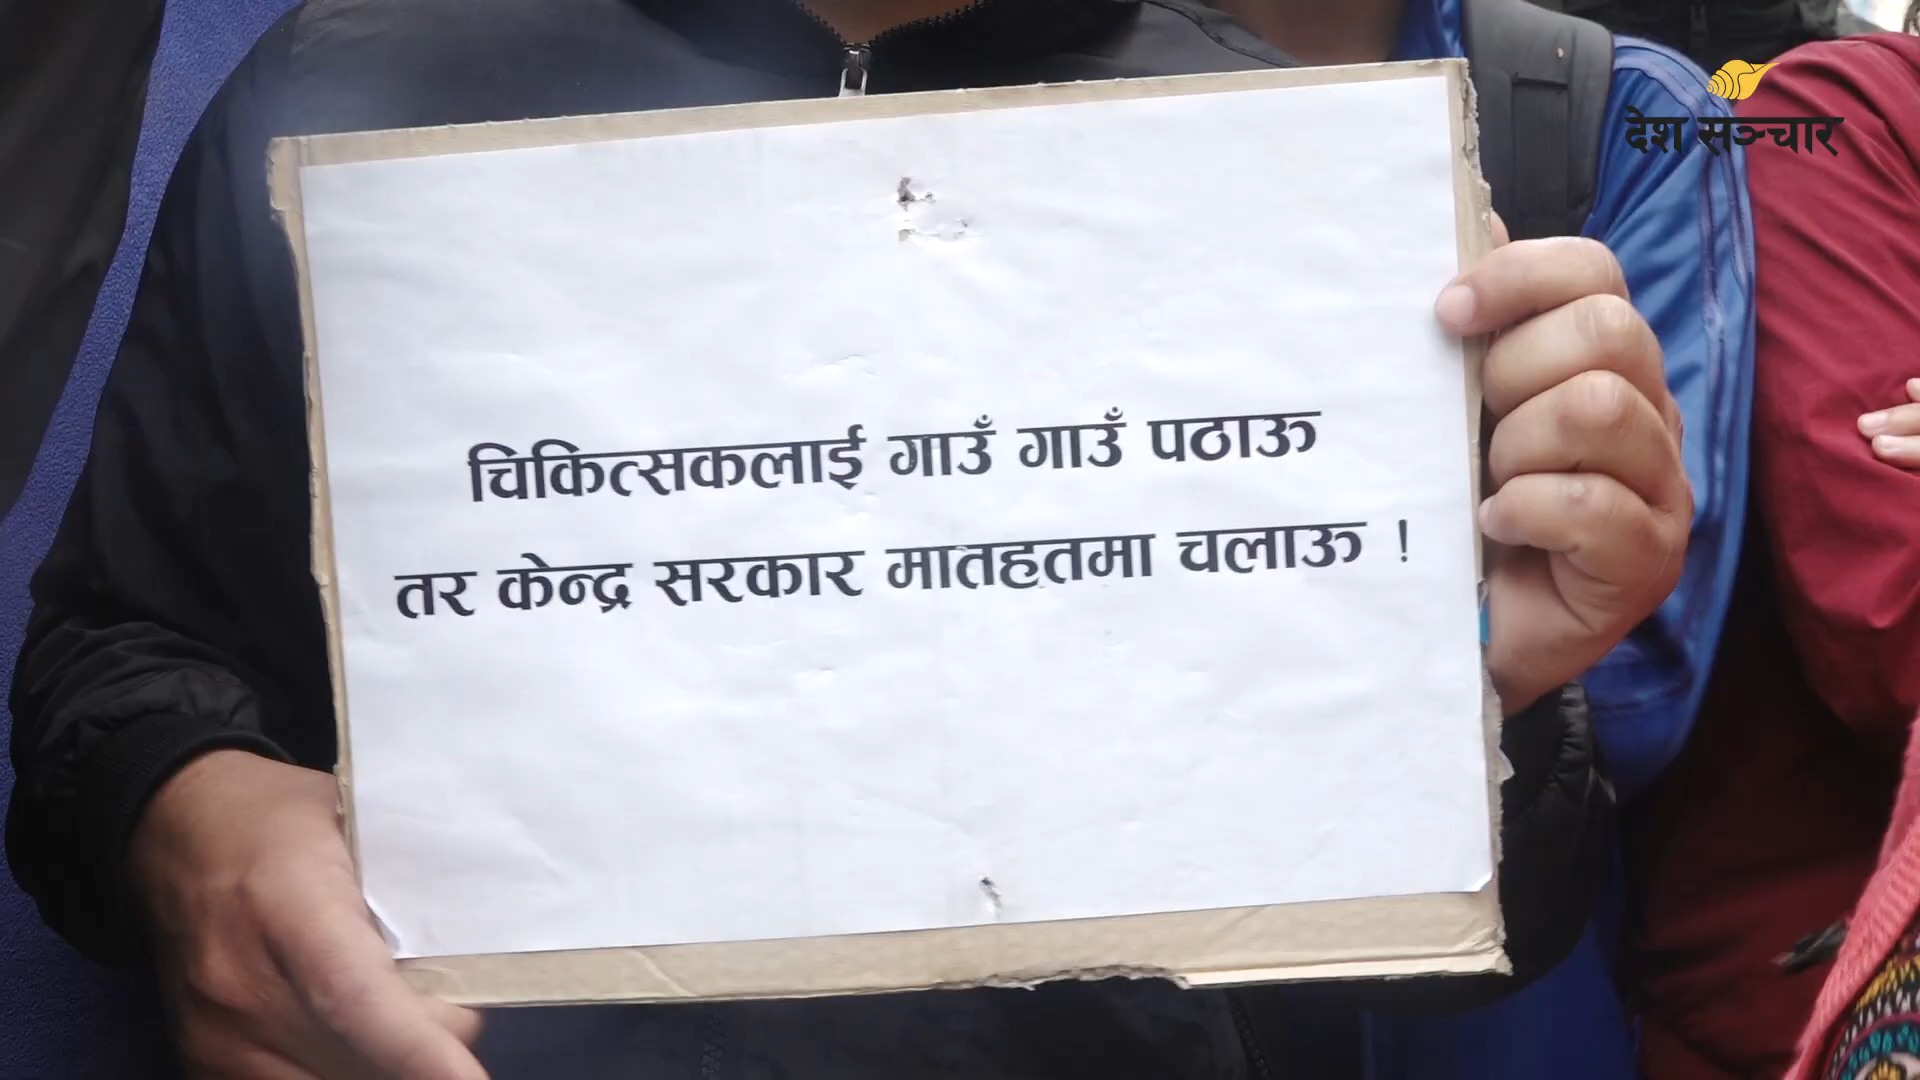 देश सञ्चार
चिकित्सकलाई गाउँ गाउँ पठाऊ
तर केन्द्र सरकार मातहतमा चलाऊ !